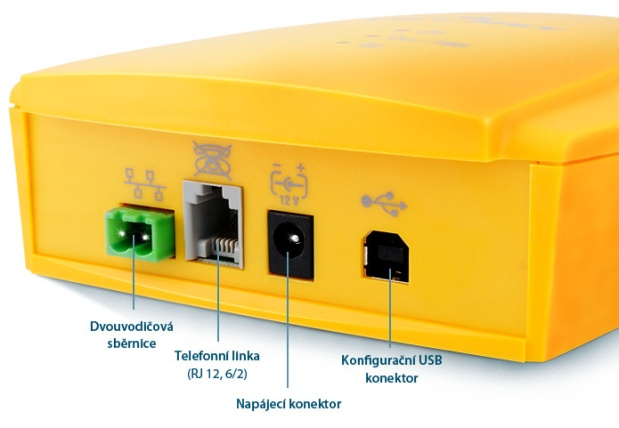 - +
12 V
Dvouvodičová
sběrnice
Telefonní linka
(RJ 12, 6/2)
Napájecí konektor
Konfigurační USB
konektor